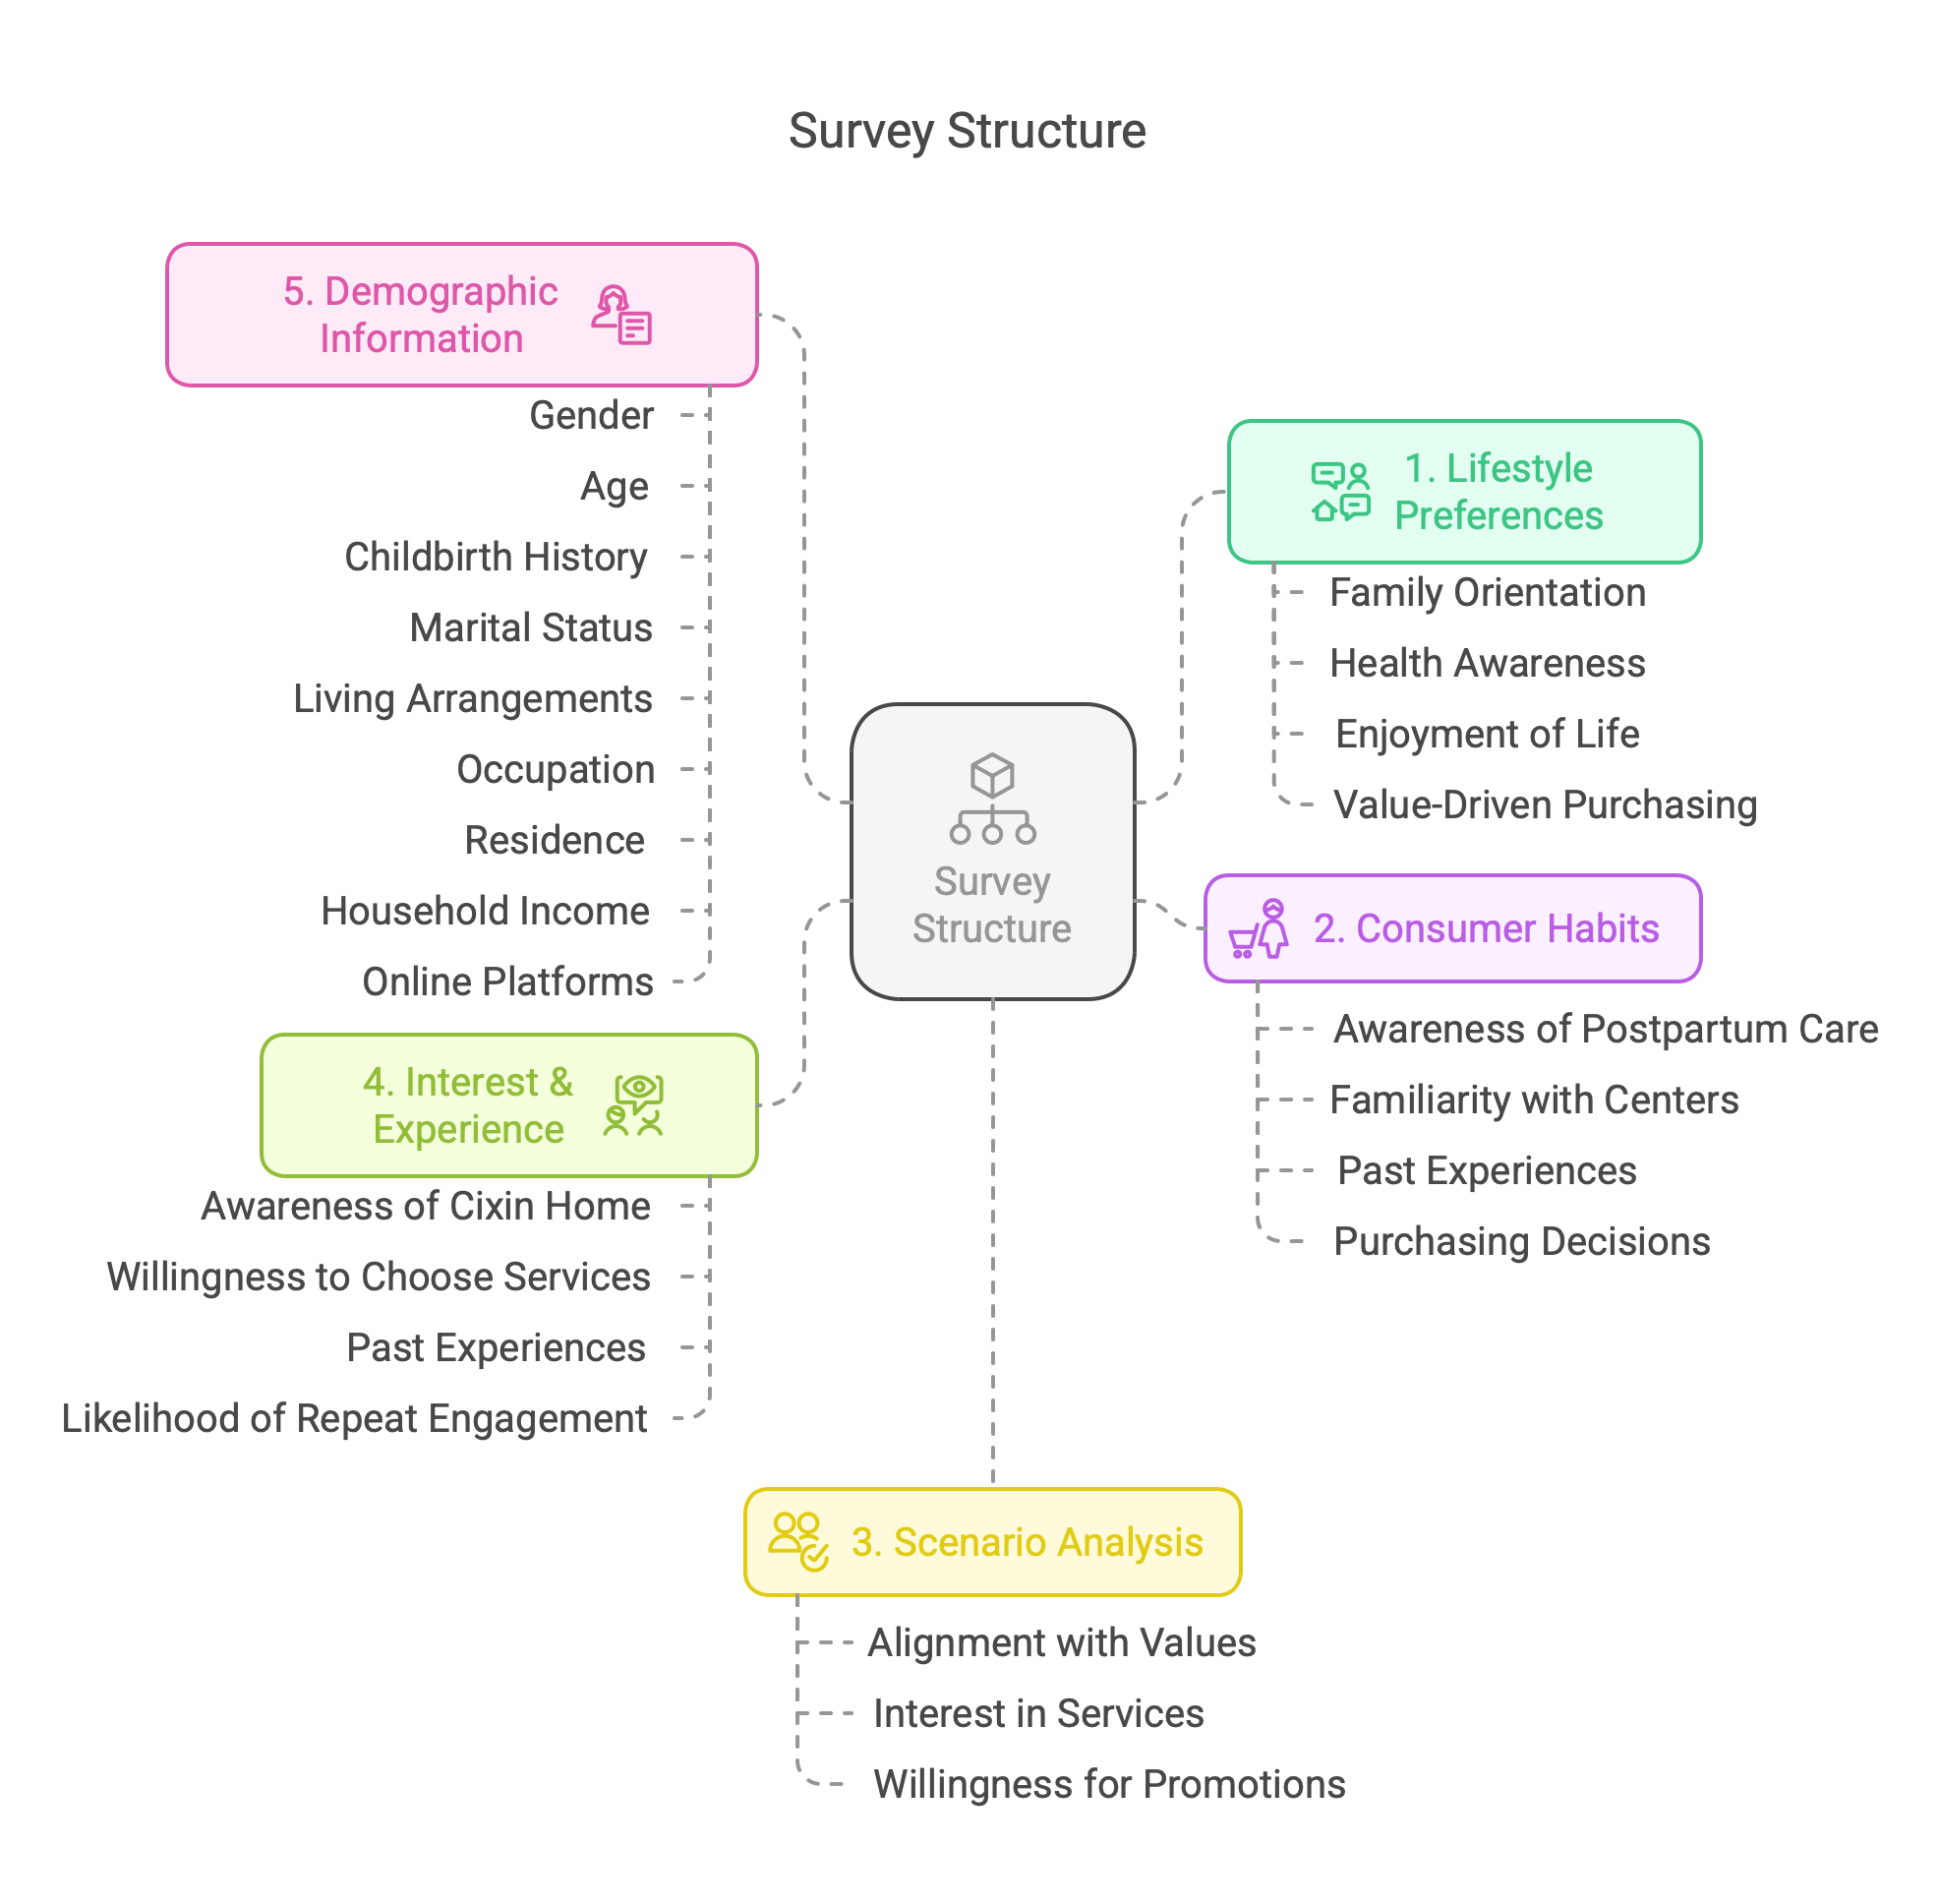 Survey Structure
5. Demographic
Information
Gender
Age
Childbirth History
Marital Status
Living Arrangements
Occupation
Residence
Household Income
Online Platforms
4. Interest &
Experience
Awareness of Cixin Home
Willingness to Choose Services
Past Experiences
Likelihood of Repeat Engagement
Survey
Structure
1. Lifestyle
Preferences
Family Orientation
Health Awareness
Enjoyment of Life
Value-Driven Purchasing
2. Consumer Habits
Awareness of Postpartum Care
Familiarity with Centers
Past Experiences
Purchasing Decisions
3. Scenario Analysis
Alignment with Values
Interest in Services
Willingness for Promotions